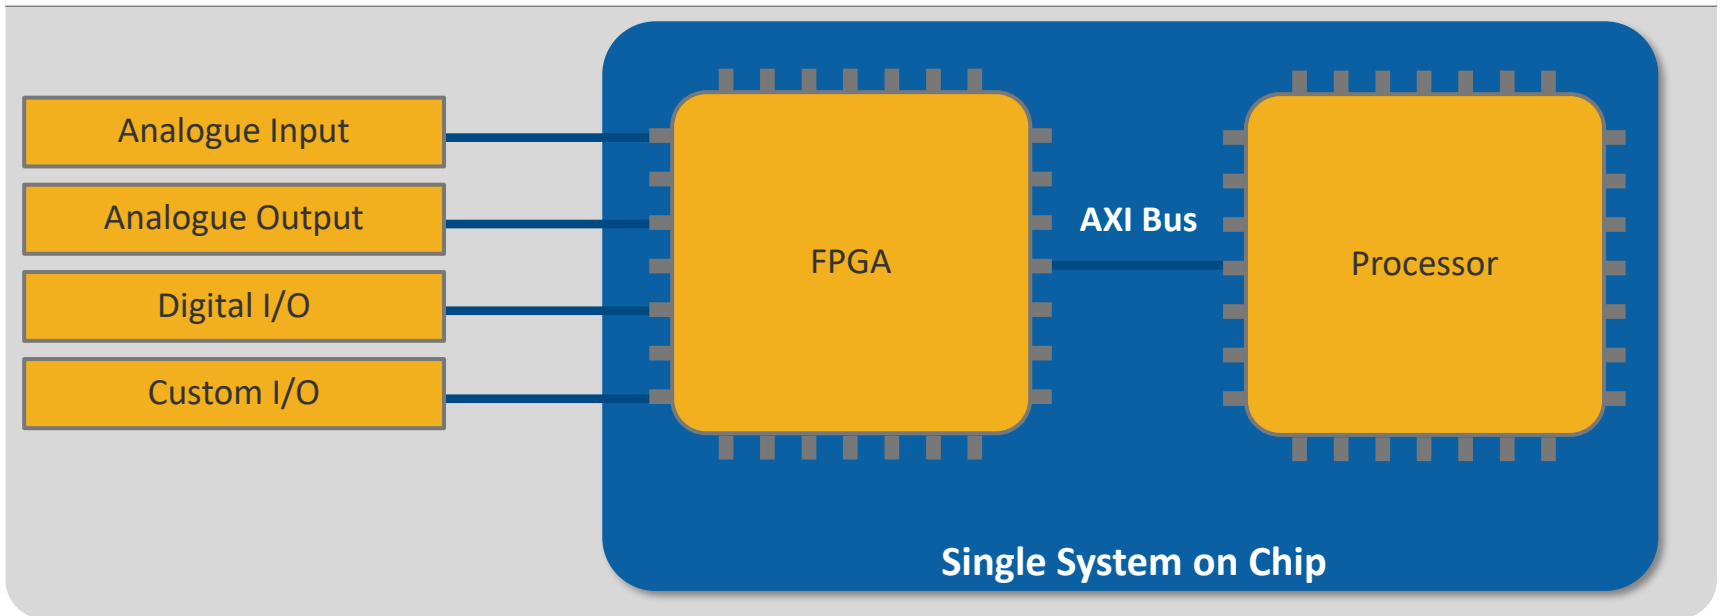 Analogue Input
Analogue Output
Digital I/O
Custom I/O
FPGA
AXI Bus
Processor
Single System on Chip